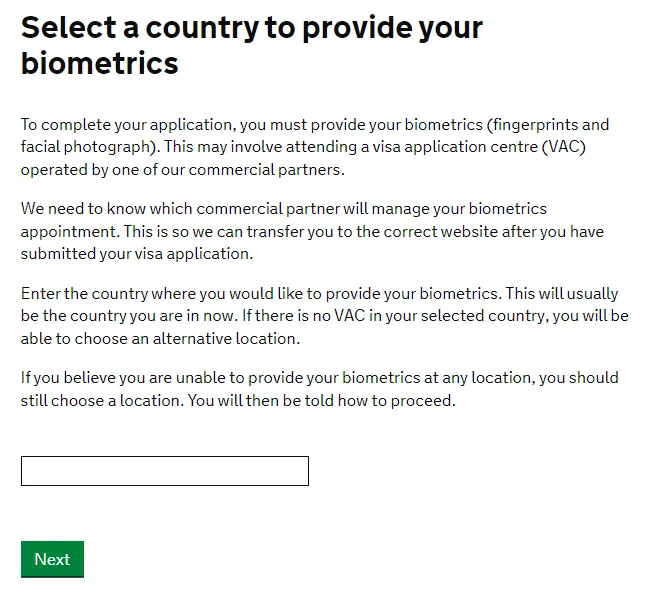 Select a country to provide your
biometrics
To complete your application, you must provide your biometrics (fingerprints and
facial photograph). This may involve attending a visa application centre (VAC)
operated by one of our commercial partners.
We need to know which commercial partner will manage your biometrics
appointment. This is so we can transfer you to the correct website after you have
submitted your visa application.
Enter the country where you would like to provide your biometrics. This will usually
be the country you are in now. If there is no VAC in your selected country, you will be
able to choose an alternative location.
If you believe you are unable to provide your biometrics at any location, you should
still choose a location. You will then be told how to proceed.
Next